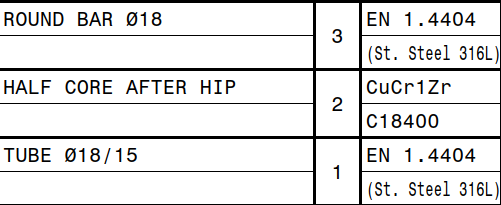 ROUND BAR Ø18
3
EN 1.4404
(St. Steel 316L)
HALF CORE AFTER HIP
2
CuCr1Zr
C18400
TUBE Ø18/15
1
EN 1.4404
(St. Steel 316L)